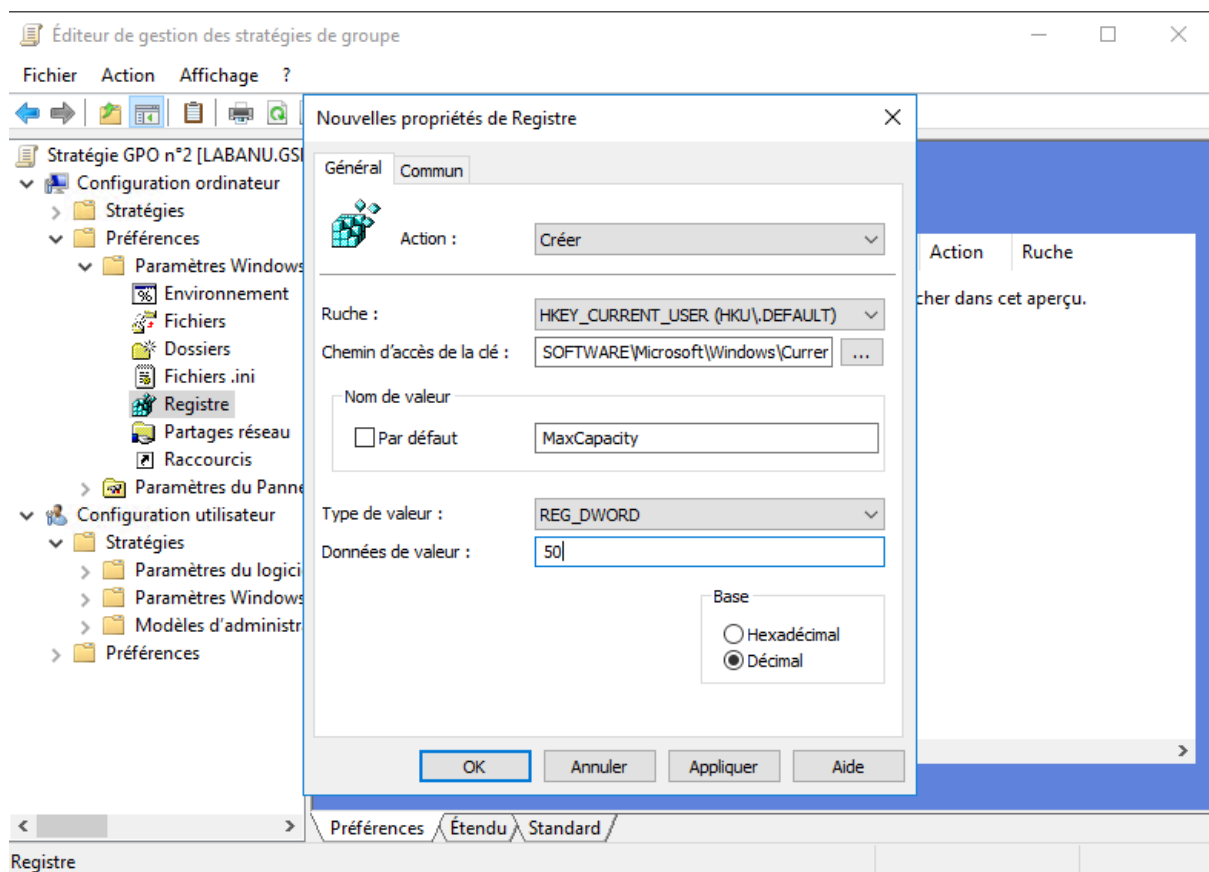 Éditeur de gestion des stratégies de groupe
Fichier Action Affichage ?
Nouvelles propriétés de Registre
Stratégie GPO n°2 [LABANU.GSI
Configuration ordinateur
Stratégies
Préférences
Paramètres Windows
Environnement
Fichiers
Dossiers
Fichiers .ini
Registre
Partages réseau
Raccourcis
Paramètres du Panne
Configuration utilisateur
Stratégies
Paramètres du logici
Paramètres Windows
Modèles d'administr
Préférences
Général Commun
Action : Créer
Ruche : HKEY_CURRENT_USER (HKU\.DEFAULT)
Chemin d'accès de la clé : SOFTWARE\Microsoft\Windows\Currer ...
Nom de valeur
Par défaut MaxCapacity
Type de valeur : REG_DWORD
Données de valeur : 50
Base
Hexadécimal
Décimal
OK Annuler Appliquer Aide
Action Ruche
cher dans cet aperçu.
Préférences Étendu Standard
Registre